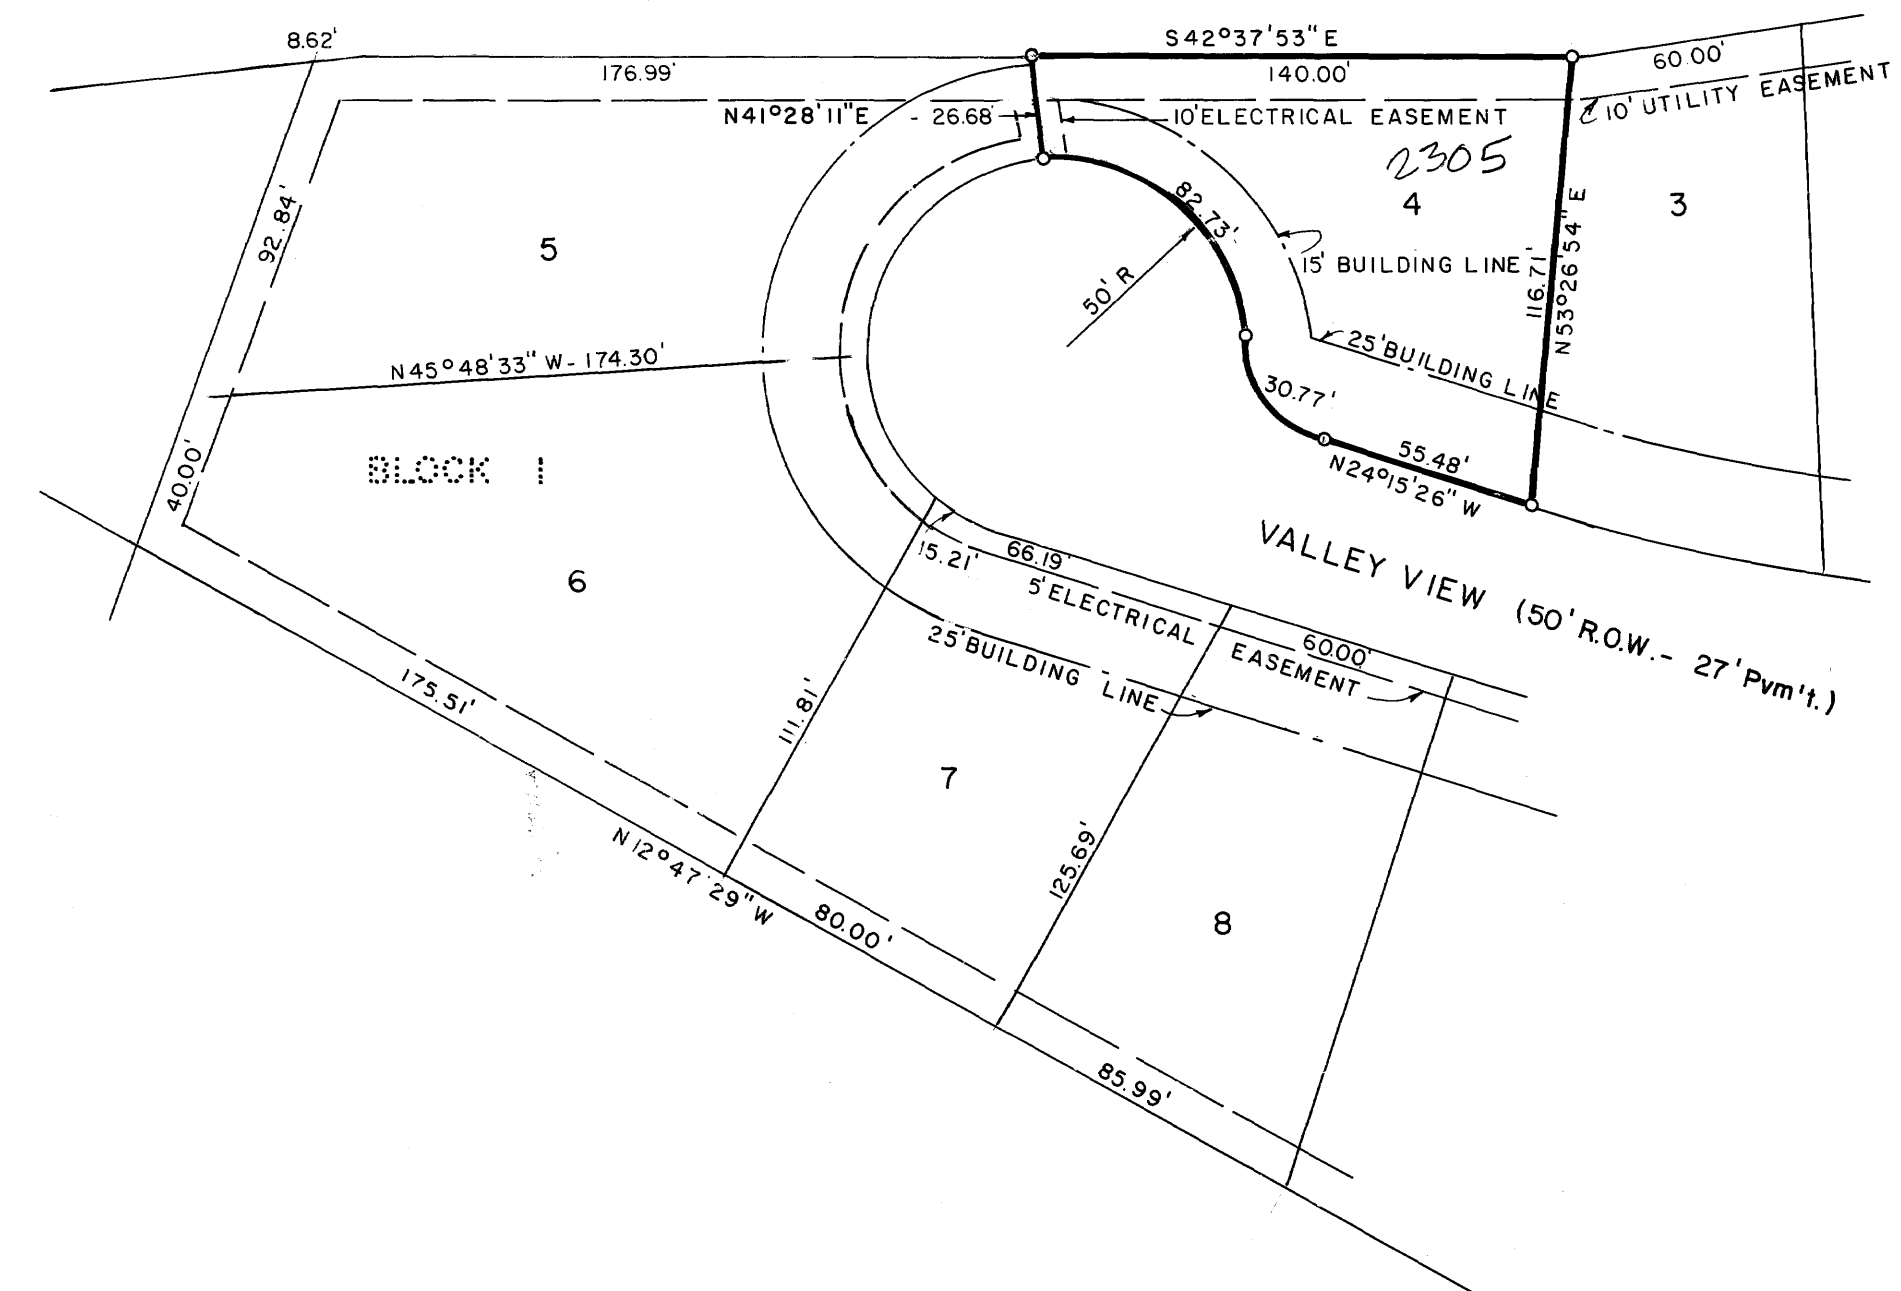 8.62'
S42°37'53"E
176.99'
140.00'
60.00'
10' UTILITY EASEMENT
N41°28'11"E - 26.68'
10' ELECTRICAL EASEMENT
2305
92.84'
5
82.73'
4
3
50' R
15' BUILDING LINE
116.71'
N53°26'54" E
N45°48'33" W - 174.30'
25' BUILDING LINE
30.77'
BLOCK 1
40.00'
55.48'
N24°15'26" W
6
15.21'
66.19'
5' ELECTRICAL EASEMENT
VALLEY VIEW (50' R.O.W. - 27' Pvm't.)
60.00'
25' BUILDING LINE
175.51'
111.81'
7
125.69'
8
N12°47'29"W
80.00'
85.99'